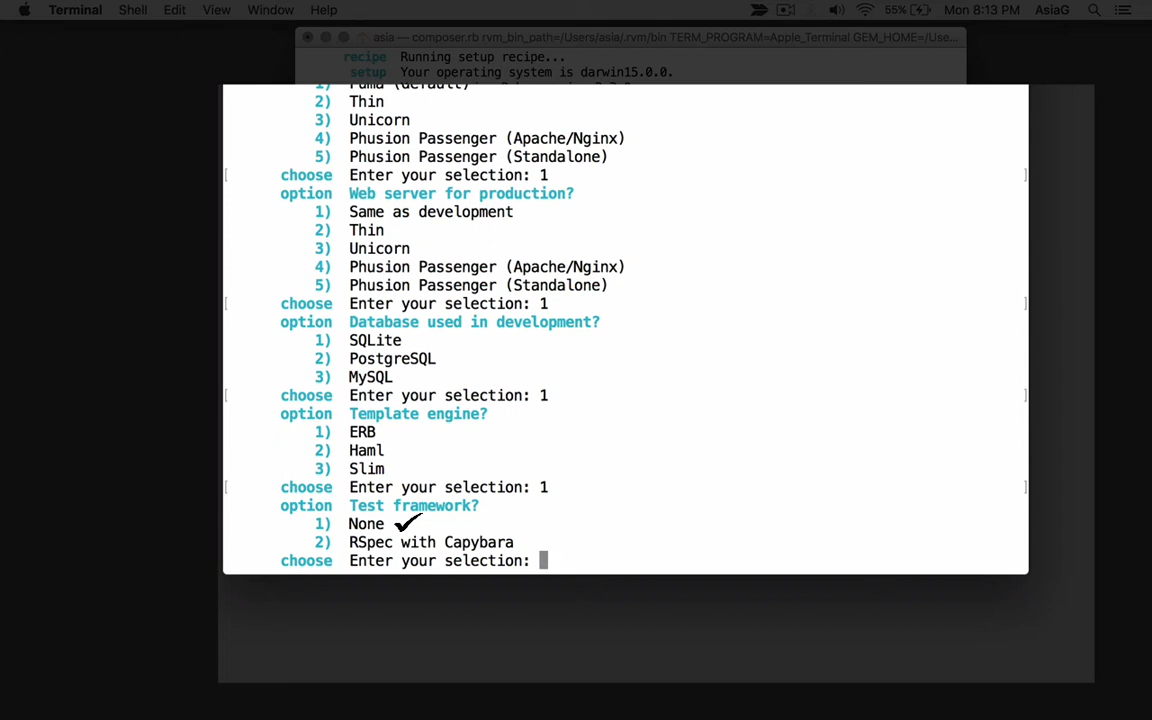 Terminal Shell Edit View Window Help 55% Mon 8:13 PM AsiaG
asia — composer.rb rvm_bin_path=/Users/asia/.rvm/bin TERM_PROGRAM=Apple_Terminal GEM_HOME=/Use...
recipe Running setup recipe...
setup Your operating system is darwin15.0.0.
1) Puma (default)
2) Thin
3) Unicorn
4) Phusion Passenger (Apache/Nginx)
5) Phusion Passenger (Standalone)
choose Enter your selection: 1
option Web server for production?
1) Same as development
2) Thin
3) Unicorn
4) Phusion Passenger (Apache/Nginx)
5) Phusion Passenger (Standalone)
choose Enter your selection: 1
option Database used in development?
1) SQLite
2) PostgreSQL
3) MySQL
choose Enter your selection: 1
option Template engine?
1) ERB
2) Haml
3) Slim
choose Enter your selection: 1
option Test framework?
1) None
2) RSpec with Capybara
choose Enter your selection: